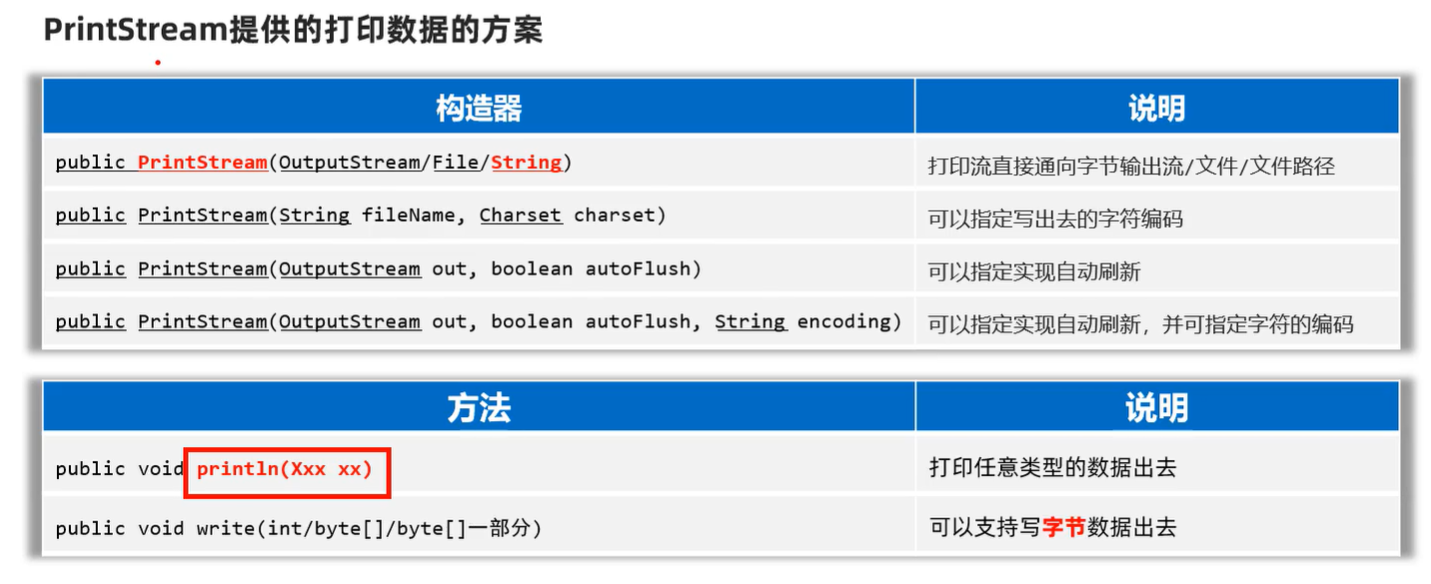 PrintStream提供的打印数据的方案
构造器 说明
public PrintStream(OutputStream/File/String) 打印流直接通向字节输出流/文件/文件路径
public PrintStream(String fileName, Charset charset) 可以指定写出去的字符编码
public PrintStream(OutputStream out, boolean autoFlush) 可以指定实现自动刷新
public PrintStream(OutputStream out, boolean autoFlush, String encoding) 可以指定实现自动刷新，并可指定字符的编码
方法 说明
public void println(Xxx xx) 打印任意类型的数据出去
public void write(int/byte[]/byte[]一部分) 可以支持写字节数据出去